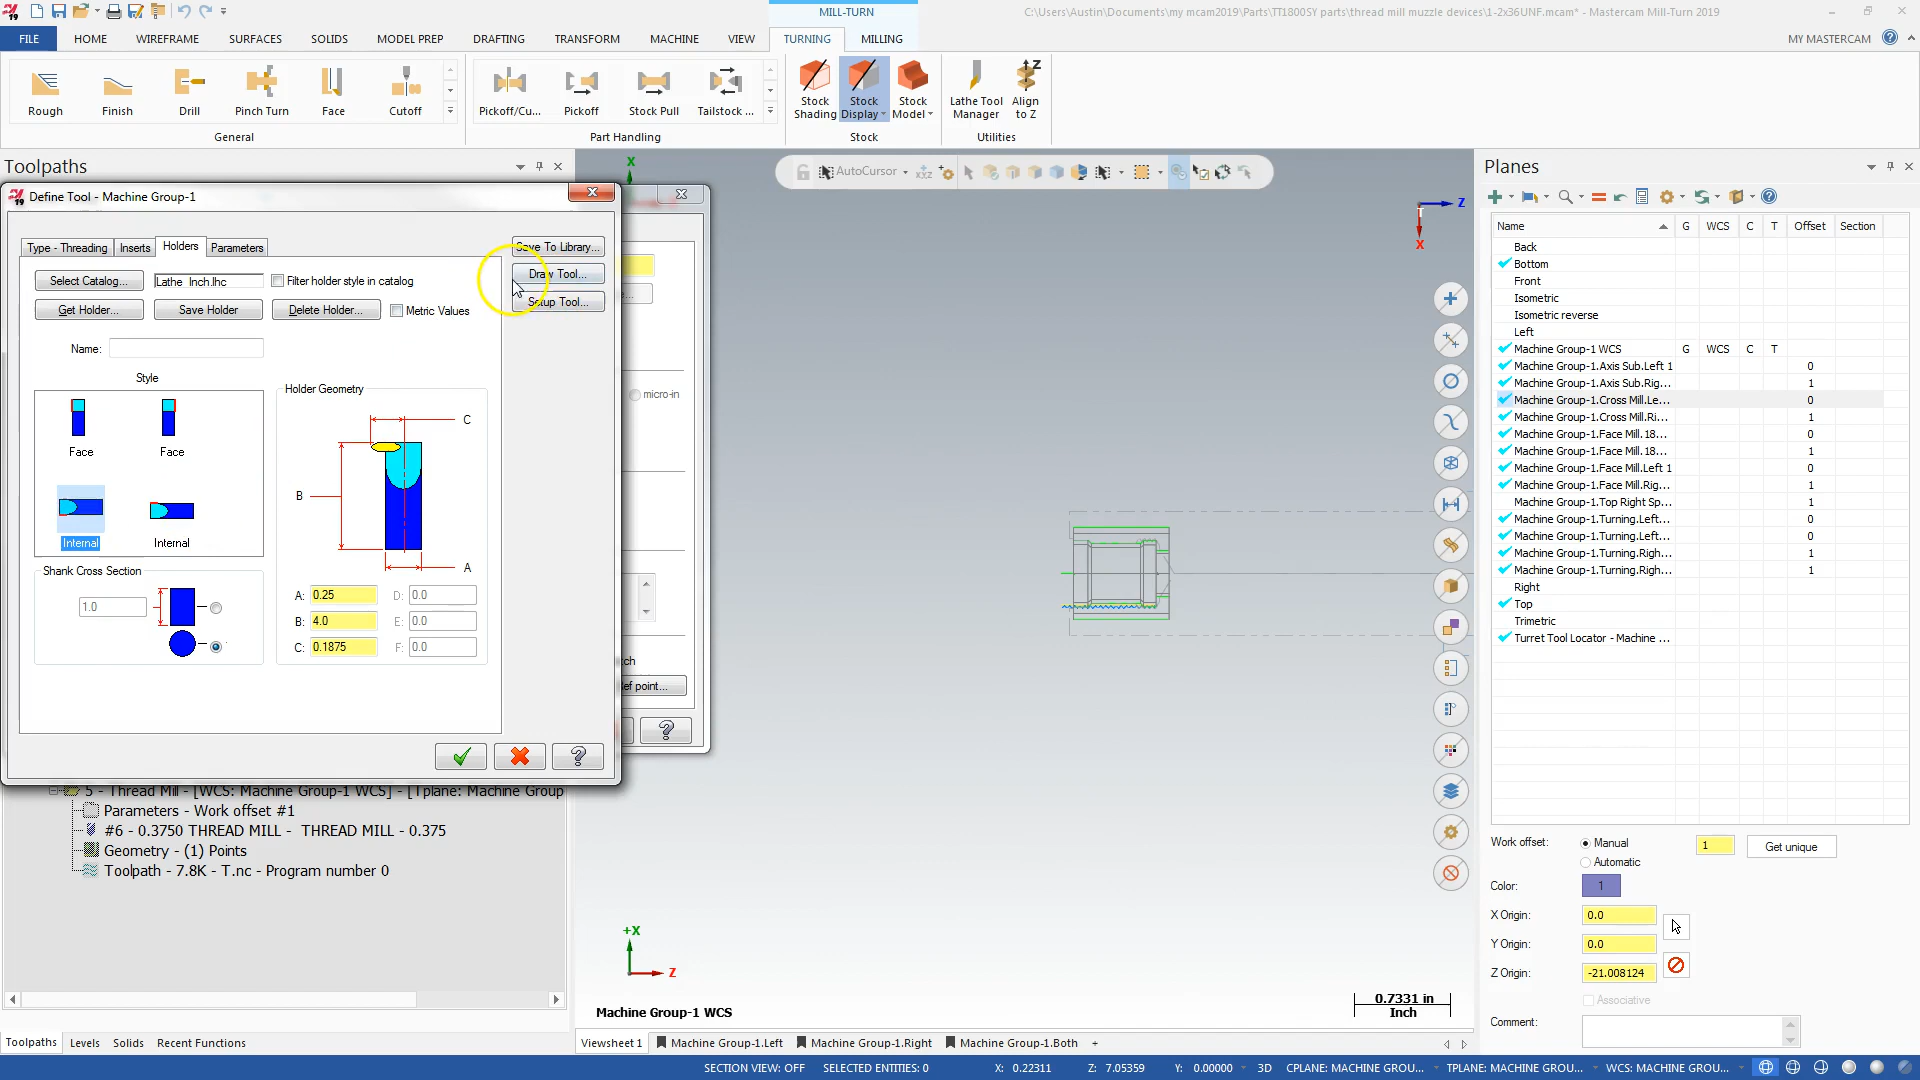 19
MILL-TURN
C:\Users\Austin\Documents\my mcam2019\Parts\TT1800SY parts\thread mill muzzle devices\1-2x36UNF.mcam* - Mastercam Mill-Turn 2019
FILE HOME WIREFRAME SURFACES SOLIDS MODEL PREP DRAFTING TRANSFORM MACHINE VIEW TURNING MILLING MY MASTERCAM
Rough Finish Drill Pinch Turn Face Cutoff
General
Pickoff/Cu... Pickoff Stock Pull Tailstock ...
Part Handling
Stock Shading
Stock Display
Stock Model
Stock
Lathe Tool Manager
Align to Z
Utilities
Toolpaths
AutoCursor
Define Tool - Machine Group-1
Type - Threading Inserts Holders Parameters
Save To Library...
Draw Tool...
Setup Tool...
Select Catalog... Lathe_Inch.lhc Filter holder style in catalog
Get Holder... Save Holder Delete Holder... Metric Values
Name:
Style
Face Face
Internal Internal
Holder Geometry
C
B
A
Shank Cross Section
1.0
A: 0.25 D: 0.0
B: 4.0 E: 0.0
C: 0.1875 F: 0.0
micro-in
ef point...
5 - Thread Mill - [WCS: Machine Group-1 WCS] - [Tplane: Machine Group
Parameters - Work offset #1
#6 - 0.3750 THREAD MILL - THREAD MILL - 0.375
Geometry - (1) Points
Toolpath - 7.8K - T.nc - Program number 0
Toolpaths Levels Solids Recent Functions
X
Z
X
+X
Z
Machine Group-1 WCS
0.7331 in
Inch
Viewsheet 1 Machine Group-1.Left Machine Group-1.Right Machine Group-1.Both +
Planes
Name G WCS C T Offset Section
Back
Bottom
Front
Isometric
Isometric reverse
Left
Machine Group-1 WCS G WCS C T
Machine Group-1.Axis Sub.Left 1 0
Machine Group-1.Axis Sub.Rig... 1
Machine Group-1.Cross Mill.Le... 0
Machine Group-1.Cross Mill.Ri... 1
Machine Group-1.Face Mill. 18... 0
Machine Group-1.Face Mill. 18... 1
Machine Group-1.Face Mill.Left 1 0
Machine Group-1.Face Mill.Rig... 1
Machine Group-1.Top Right Sp... 1
Machine Group-1.Turning.Left... 0
Machine Group-1.Turning.Left... 0
Machine Group-1.Turning.Righ... 1
Machine Group-1.Turning.Righ... 1
Right
Top
Trimetric
Turret Tool Locator - Machine ...
Work offset: Manual 1 Get unique
Automatic
Color: 1
X Origin: 0.0
Y Origin: 0.0
Z Origin: -21.008124
Associative
Comment:
SECTION VIEW: OFF SELECTED ENTITIES: 0 X: 0.22311 Z: 7.05359 Y: 0.00000 3D CPLANE: MACHINE GROU... TPLANE: MACHINE GROU... WCS: MACHINE GROU...